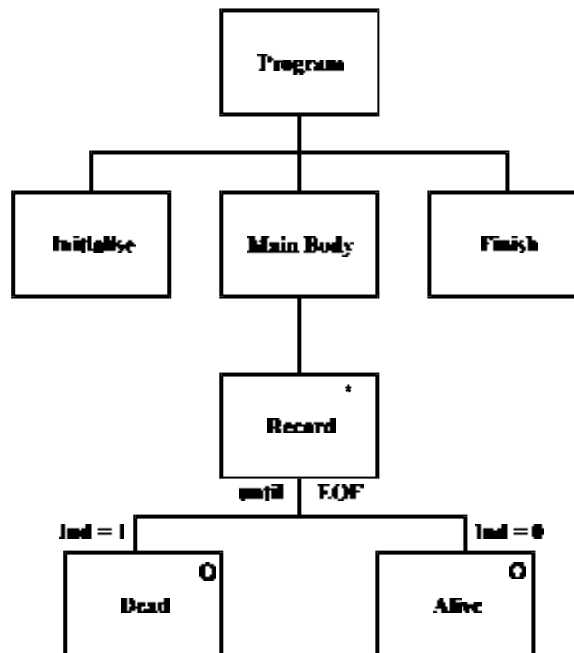 Program
Initialise
Main Body
Finish
*
Record
until EOF
Ind = 1
Ind = 0
O
O
Dead
Alive